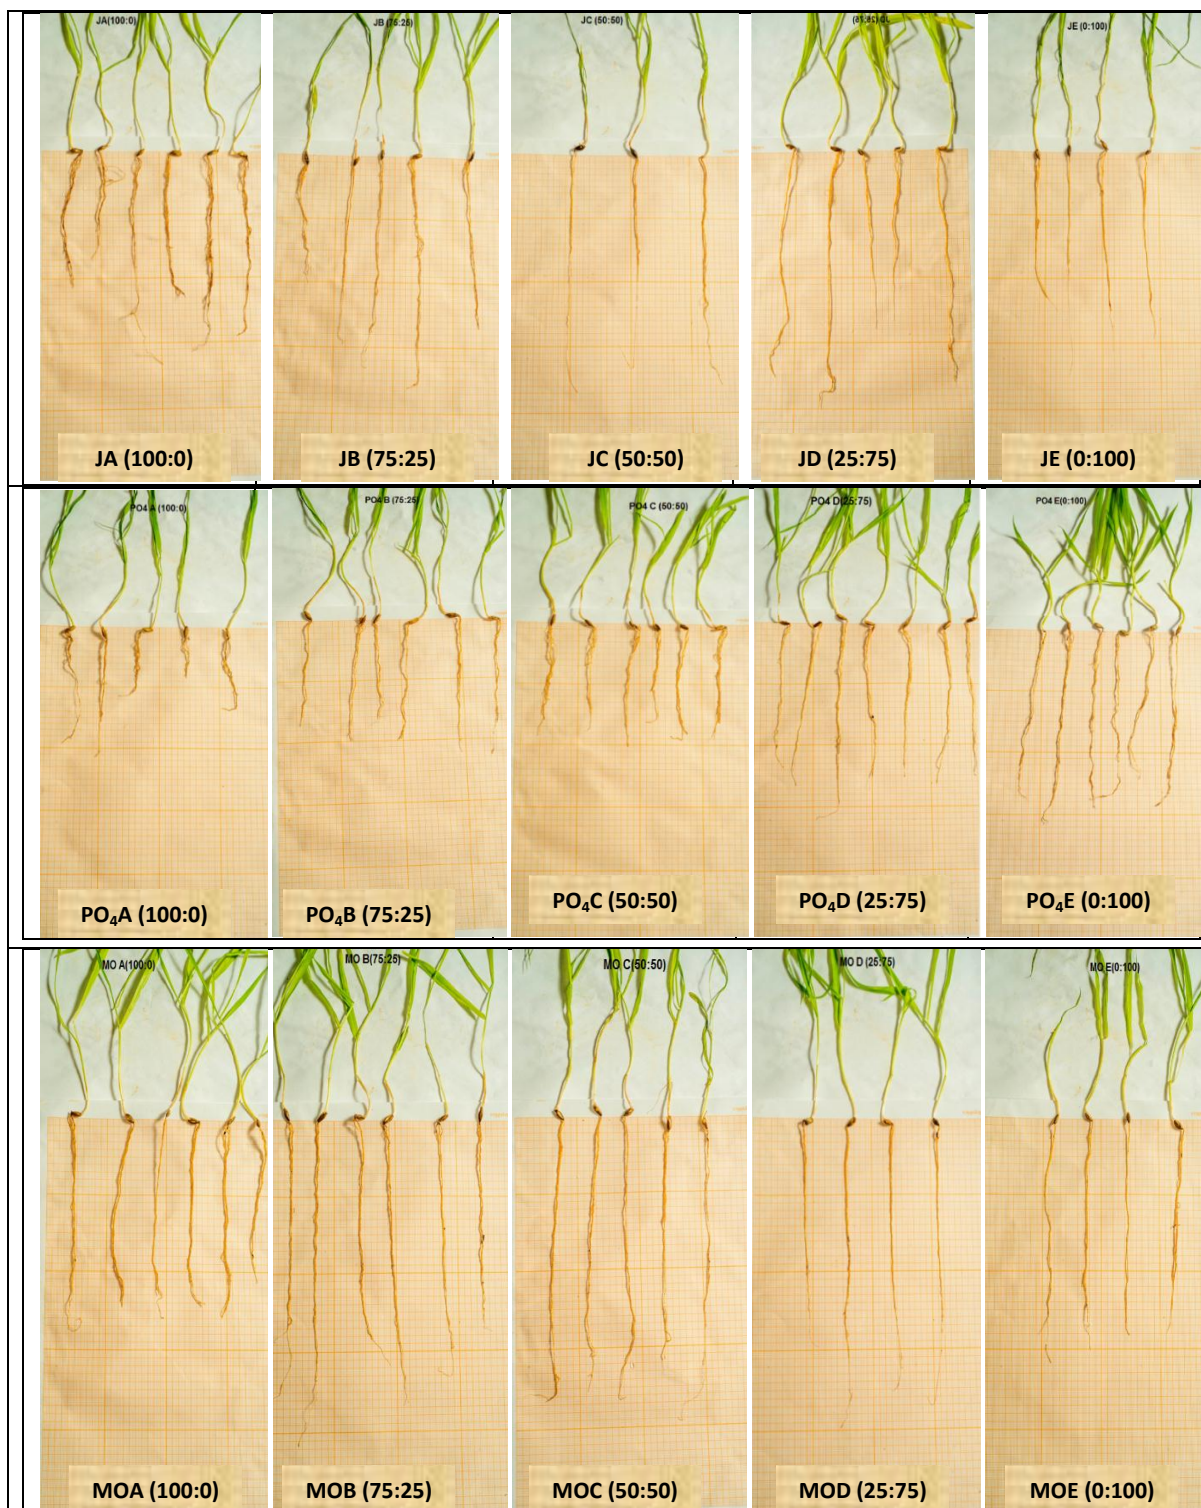 JA(100:0)
JB (75:25)
JC (50:50)
JD (25:75)
JE (0:100)
JA (100:0)
JB (75:25)
JC (50:50)
JD (25:75)
JE (0:100)
PO4 A (100:0)
PO4 B (75:25)
PO4 C (50:50)
PO4 D(25:75)
PO4 E(0:100)
PO₄A (100:0)
PO₄B (75:25)
PO₄C (50:50)
PO₄D (25:75)
PO₄E (0:100)
MO A(100:0)
MO B(75:25)
MO C(50:50)
MO D (25:75)
MO E(0:100)
MOA (100:0)
MOB (75:25)
MOC (50:50)
MOD (25:75)
MOE (0:100)